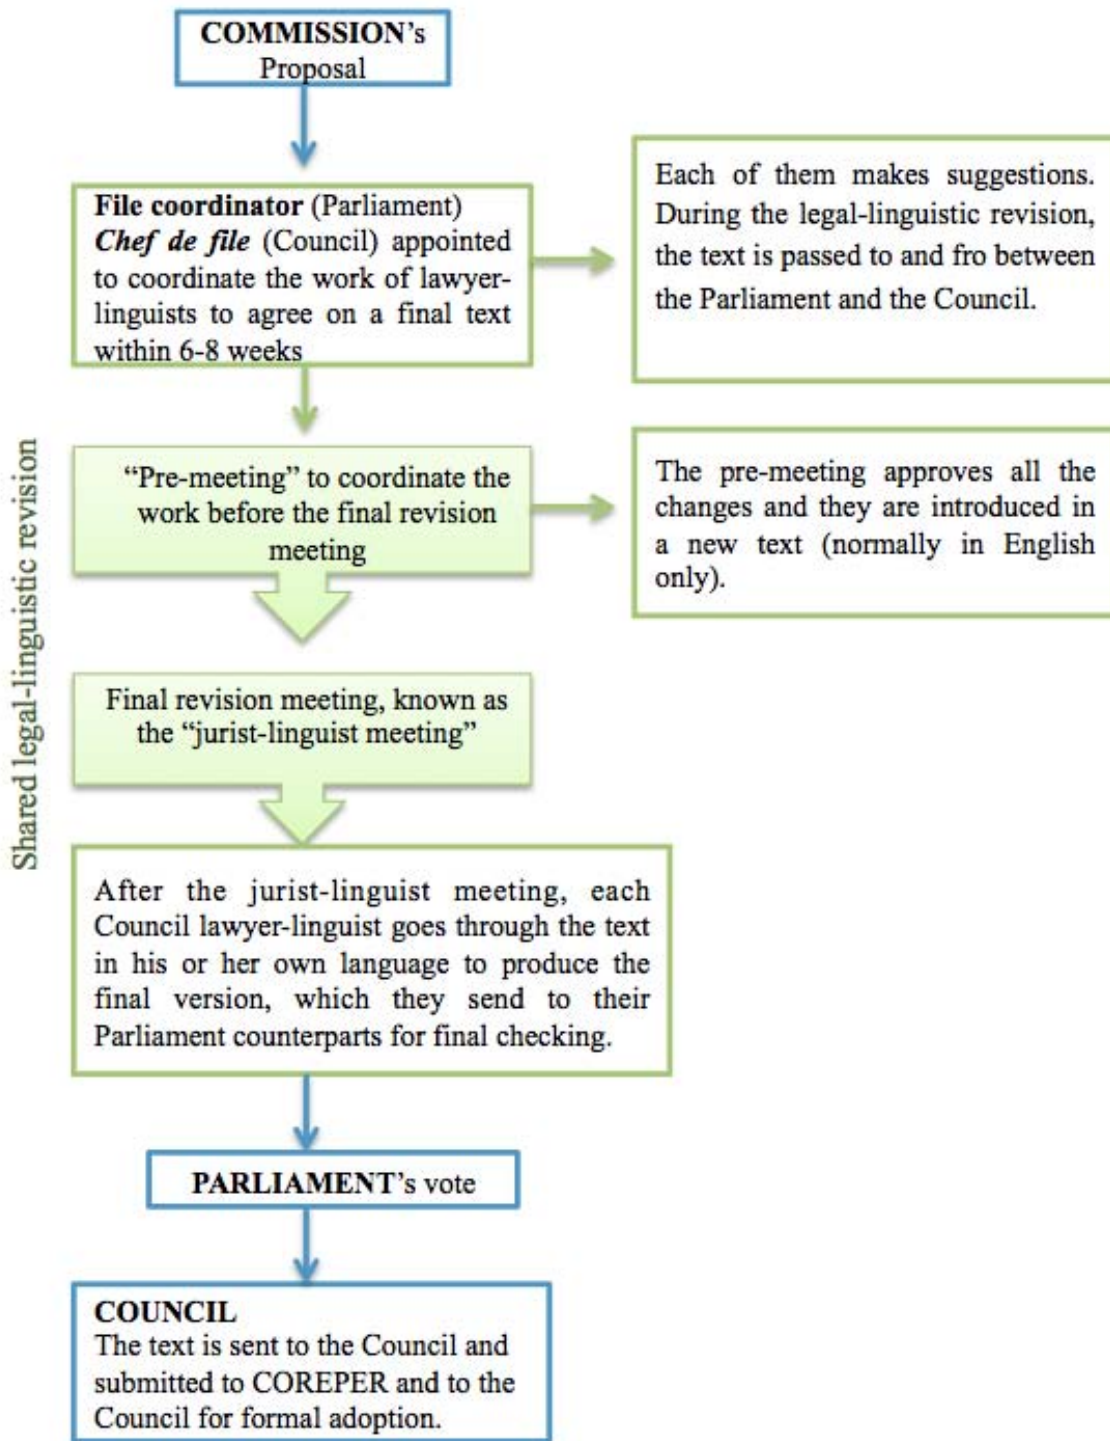 COMMISSION's
Proposal
File coordinator (Parliament)
Chef de file (Council) appointed
to coordinate the work of lawyer-
linguists to agree on a final text
within 6-8 weeks
Each of them makes suggestions.
During the legal-linguistic revision,
the text is passed to and fro between
the Parliament and the Council.
Shared legal-linguistic revision
“Pre-meeting” to coordinate the
work before the final revision
meeting
The pre-meeting approves all the
changes and they are introduced in
a new text (normally in English
only).
Final revision meeting, known as
the “jurist-linguist meeting”
After the jurist-linguist meeting, each
Council lawyer-linguist goes through the text
in his or her own language to produce the
final version, which they send to their
Parliament counterparts for final checking.
PARLIAMENT's vote
COUNCIL
The text is sent to the Council and
submitted to COREPER and to the
Council for formal adoption.